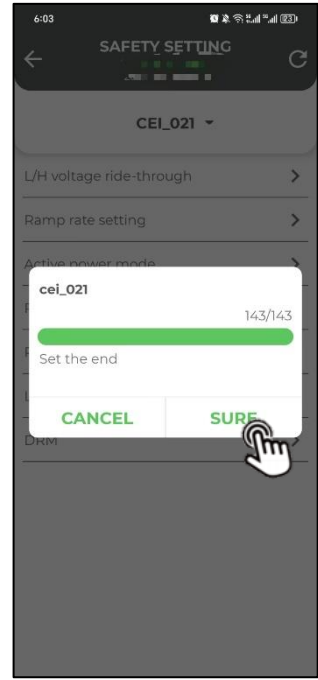 6:03
SAFETY SETTING
CEI_021
L/H voltage ride-through
Ramp rate setting
Active power mode
cei_021
143/143
Set the end
CANCEL
SURE
DRM